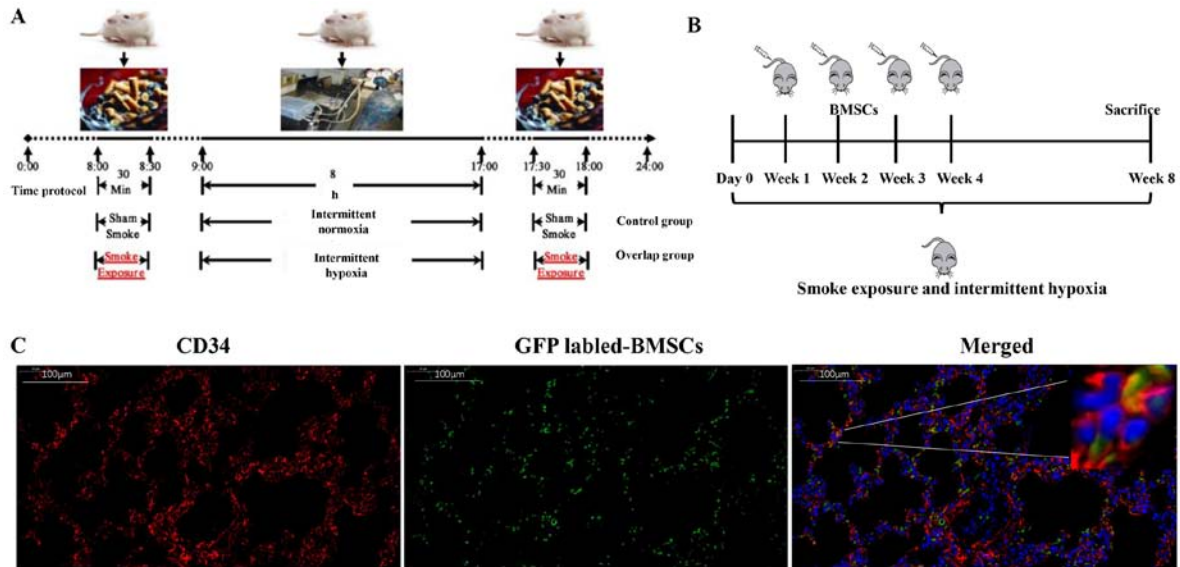 A
0:00 8:00 8:30 9:00 17:00 17:30 18:00 24:00
Time protocol
30
Min
8
h
30
Min
Sham
Smoke
Intermittent
normoxia
Sham
Smoke
Control group
Smoke
Exposure
Intermittent
hypoxia
Smoke
Exposure
Overlap group
B
BMSCs
Sacrifice
Day 0 Week 1 Week 2 Week 3 Week 4 Week 8
Smoke exposure and intermittent hypoxia
C
CD34
GFP labled-BMSCs
Merged
100μm
100μm
100μm